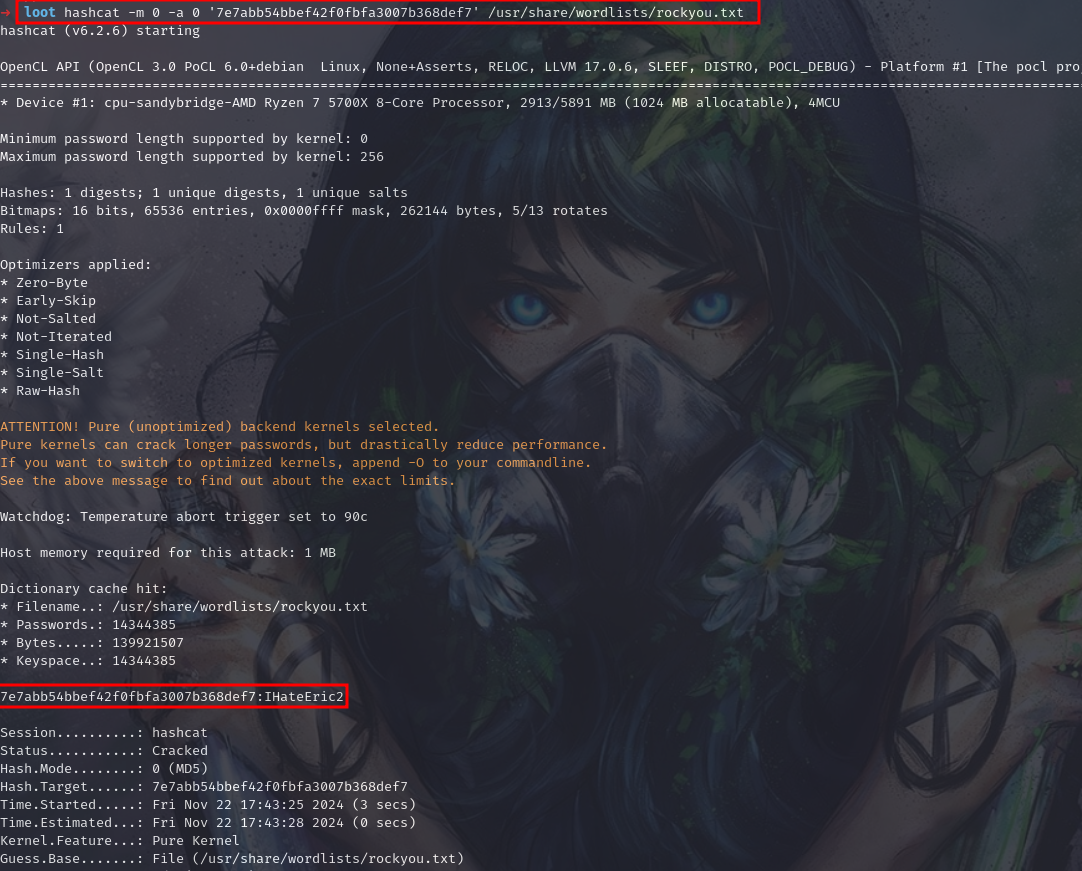 → loot hashcat -m 0 -a 0 '7e7abb54bbef42f0fbfa3007b368def7' /usr/share/wordlists/rockyou.txt
hashcat (v6.2.6) starting
OpenCL API (OpenCL 3.0 PoCL 6.0+debian  Linux, None+Asserts, RELOC, LLVM 17.0.6, SLEEF, DISTRO, POCL_DEBUG) - Platform #1 [The pocl pro
=======================================================================================================================================
* Device #1: cpu-sandybridge-AMD Ryzen 7 5700X 8-Core Processor, 2913/5891 MB (1024 MB allocatable), 4MCU
Minimum password length supported by kernel: 0
Maximum password length supported by kernel: 256
Hashes: 1 digests; 1 unique digests, 1 unique salts
Bitmaps: 16 bits, 65536 entries, 0x0000ffff mask, 262144 bytes, 5/13 rotates
Rules: 1
Optimizers applied:
* Zero-Byte
* Early-Skip
* Not-Salted
* Not-Iterated
* Single-Hash
* Single-Salt
* Raw-Hash
ATTENTION! Pure (unoptimized) backend kernels selected.
Pure kernels can crack longer passwords, but drastically reduce performance.
If you want to switch to optimized kernels, append -O to your commandline.
See the above message to find out about the exact limits.
Watchdog: Temperature abort trigger set to 90c
Host memory required for this attack: 1 MB
Dictionary cache hit:
* Filename..: /usr/share/wordlists/rockyou.txt
* Passwords.: 14344385
* Bytes.....: 139921507
* Keyspace..: 14344385
7e7abb54bbef42f0fbfa3007b368def7:IHateEric2
Session..........: hashcat
Status...........: Cracked
Hash.Mode........: 0 (MD5)
Hash.Target......: 7e7abb54bbef42f0fbfa3007b368def7
Time.Started.....: Fri Nov 22 17:43:25 2024 (3 secs)
Time.Estimated...: Fri Nov 22 17:43:28 2024 (0 secs)
Kernel.Feature...: Pure Kernel
Guess.Base.......: File (/usr/share/wordlists/rockyou.txt)